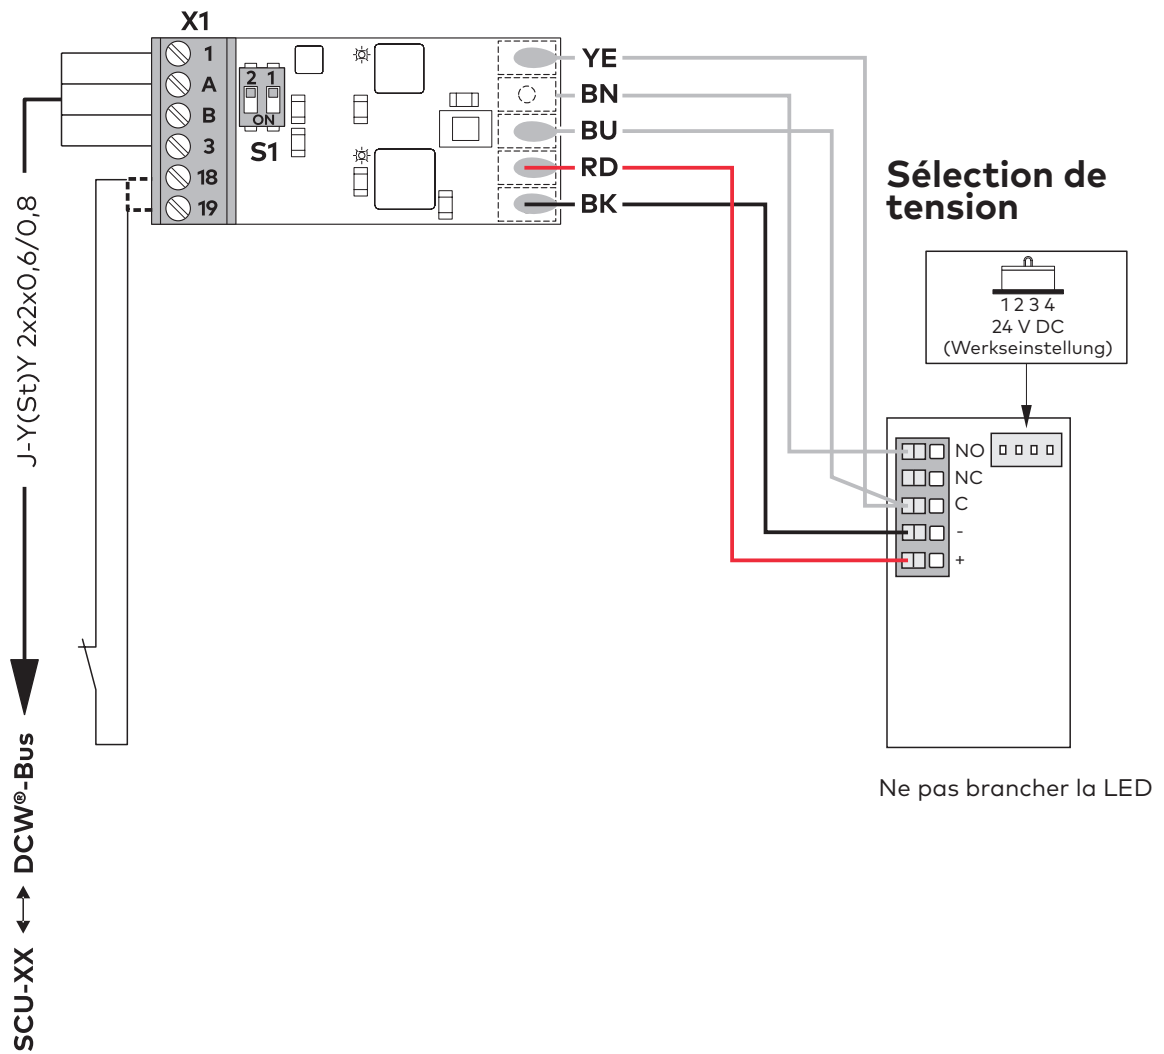 X1
1
A
B
3
18
19
2 1
ON
S1
YE
BN
BU
RD
BK
Sélection de
tension
1 2 3 4
24 V DC
(Werkseinstellung)
NO
NC
C
-
+
Ne pas brancher la LED
J-Y(St)Y 2x2x0,6/0,8
SCU-XX ↔ DCW®-Bus